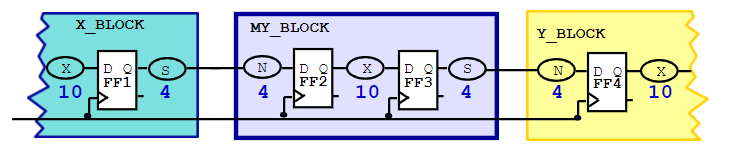 X_BLOCK
X
10
D Q
FF1
S
4
MY_BLOCK
N
4
D Q
FF2
X
10
D Q
FF3
S
4
Y_BLOCK
N
4
D Q
FF4
X
10